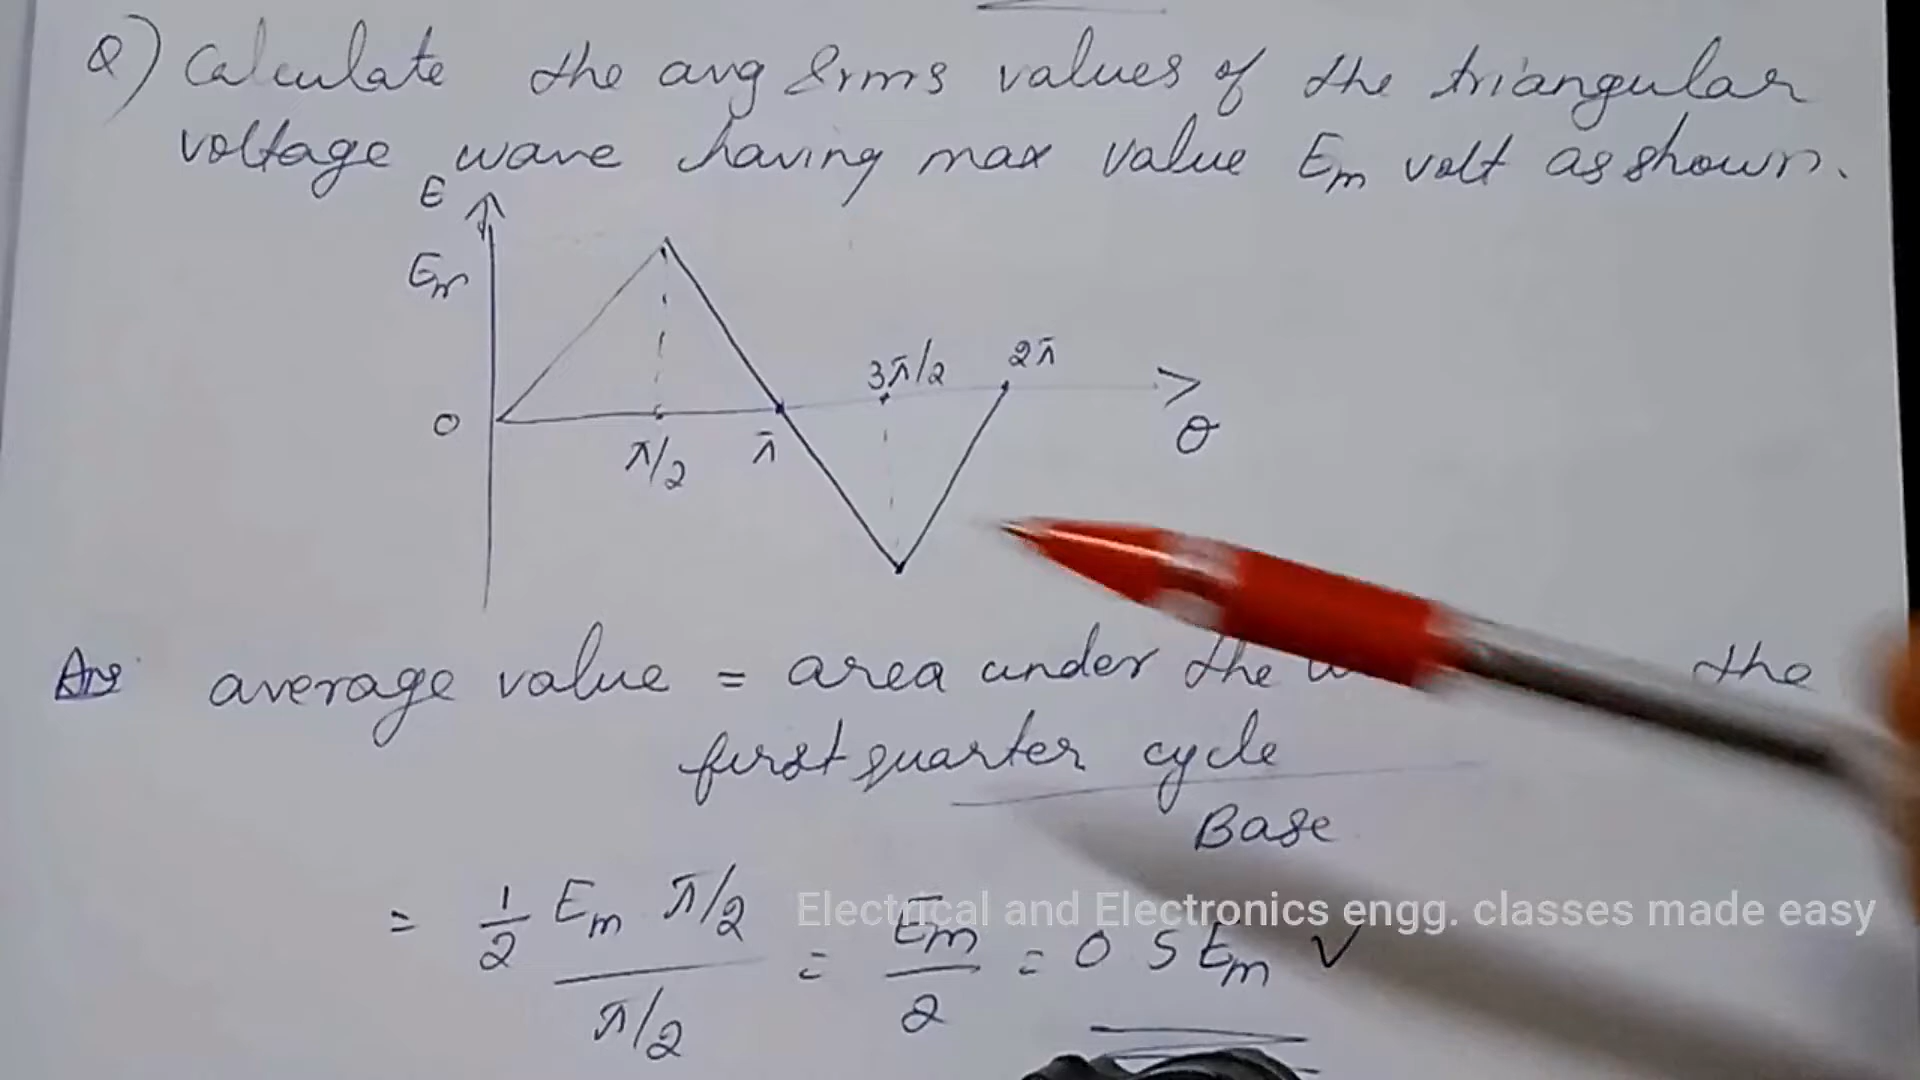 Q) Calculate the avg & rms values of the triangular
voltage wave having max value Em volt as shown.
E
Em
3π/2 2π
0
π/2 π
θ
Ans average value = area under the the
first quarter cycle
Base
= 1/2 Em π/2 / π/2 = Em/2 = 0 5 Em V
Electrical and Electronics engg. classes made easy